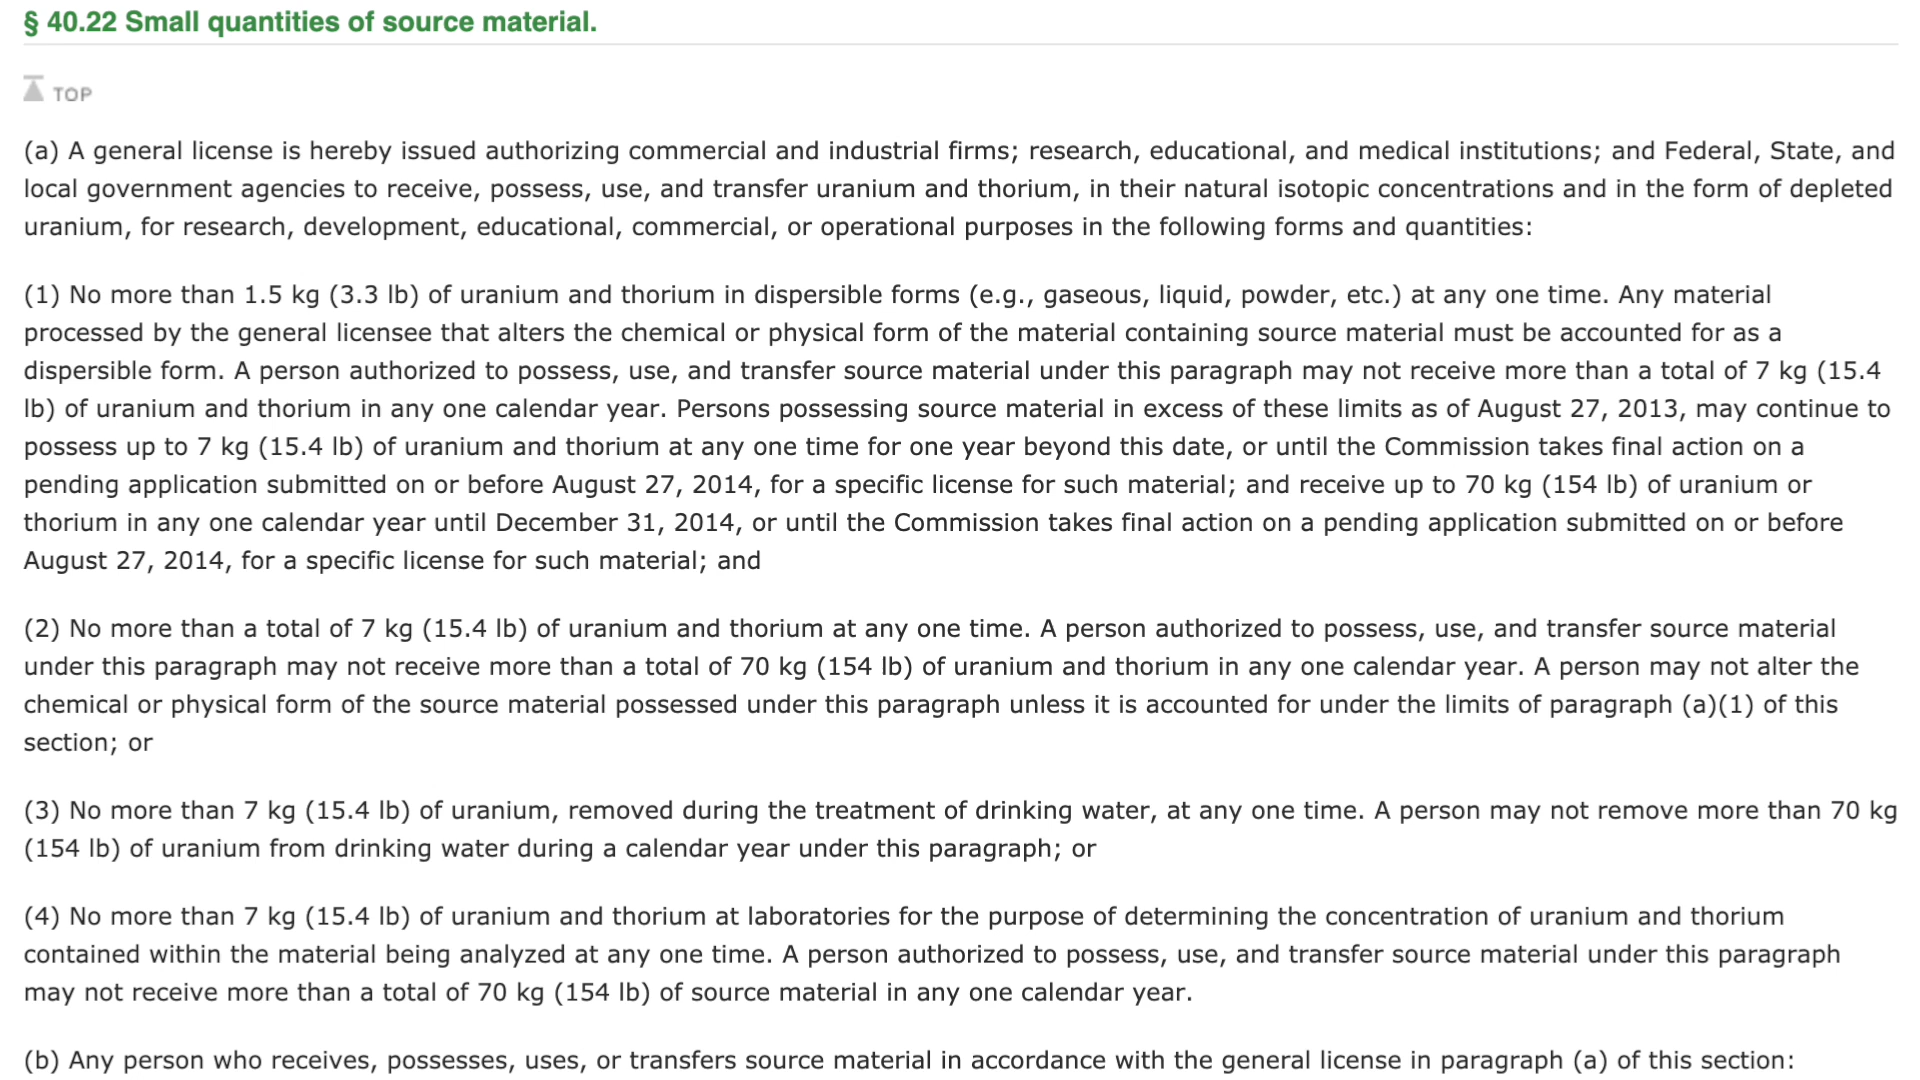 § 40.22 Small quantities of source material.
TOP
(a) A general license is hereby issued authorizing commercial and industrial firms; research, educational, and medical institutions; and Federal, State, and
local government agencies to receive, possess, use, and transfer uranium and thorium, in their natural isotopic concentrations and in the form of depleted
uranium, for research, development, educational, commercial, or operational purposes in the following forms and quantities:
(1) No more than 1.5 kg (3.3 lb) of uranium and thorium in dispersible forms (e.g., gaseous, liquid, powder, etc.) at any one time. Any material
processed by the general licensee that alters the chemical or physical form of the material containing source material must be accounted for as a
dispersible form. A person authorized to possess, use, and transfer source material under this paragraph may not receive more than a total of 7 kg (15.4
lb) of uranium and thorium in any one calendar year. Persons possessing source material in excess of these limits as of August 27, 2013, may continue to
possess up to 7 kg (15.4 lb) of uranium and thorium at any one time for one year beyond this date, or until the Commission takes final action on a
pending application submitted on or before August 27, 2014, for a specific license for such material; and receive up to 70 kg (154 lb) of uranium or
thorium in any one calendar year until December 31, 2014, or until the Commission takes final action on a pending application submitted on or before
August 27, 2014, for a specific license for such material; and
(2) No more than a total of 7 kg (15.4 lb) of uranium and thorium at any one time. A person authorized to possess, use, and transfer source material
under this paragraph may not receive more than a total of 70 kg (154 lb) of uranium and thorium in any one calendar year. A person may not alter the
chemical or physical form of the source material possessed under this paragraph unless it is accounted for under the limits of paragraph (a)(1) of this
section; or
(3) No more than 7 kg (15.4 lb) of uranium, removed during the treatment of drinking water, at any one time. A person may not remove more than 70 kg
(154 lb) of uranium from drinking water during a calendar year under this paragraph; or
(4) No more than 7 kg (15.4 lb) of uranium and thorium at laboratories for the purpose of determining the concentration of uranium and thorium
contained within the material being analyzed at any one time. A person authorized to possess, use, and transfer source material under this paragraph
may not receive more than a total of 70 kg (154 lb) of source material in any one calendar year.
(b) Any person who receives, possesses, uses, or transfers source material in accordance with the general license in paragraph (a) of this section: